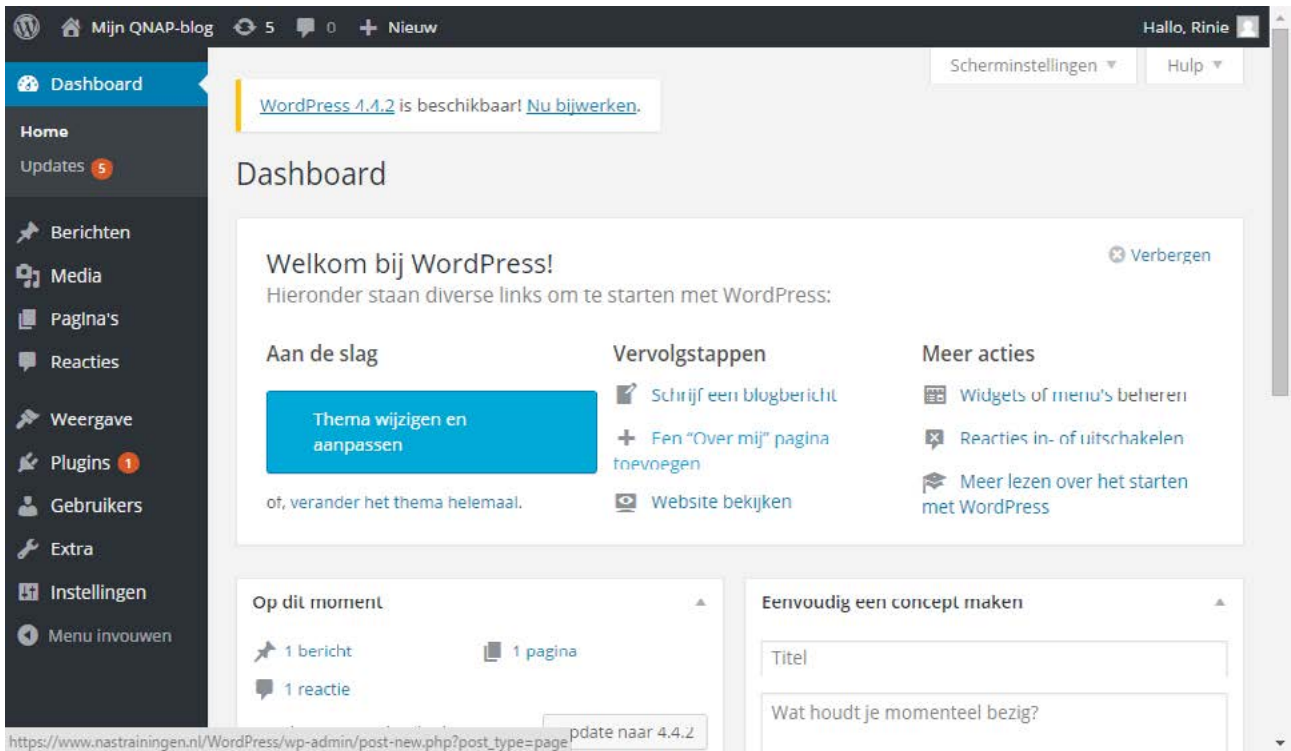 Mijn QNAP-blog 5 0 Nieuw Hallo, Rinie
Scherminstellingen Hulp
Dashboard
Home
Updates 5
Berichten
Media
Pagina's
Reacties
Weergave
Plugins 1
Gebruikers
Extra
Instellingen
Menu invouwen
WordPress 4.4.2 is beschikbaar! Nu bijwerken.
Dashboard
Welkom bij WordPress!
Verbergen
Hieronder staan diverse links om te starten met WordPress:
Aan de slag
Thema wijzigen en
aanpassen
of, verander het thema helemaal.
Vervolgstappen
Schrijf een blogbericht
Een “Over mij” pagina
toevoegen
Website bekijken
Meer acties
Widgets of menu's beheren
Reacties in- of uitschakelen
Meer lezen over het starten
met WordPress
Op dit moment
1 bericht 1 pagina
1 reactie
pdate naar 4.4.2
Eenvoudig een concept maken
Titel
Wat houdt je momenteel bezig?
https://www.nastrainingen.nl/WordPress/wp-admin/post-new.php?post_type=page